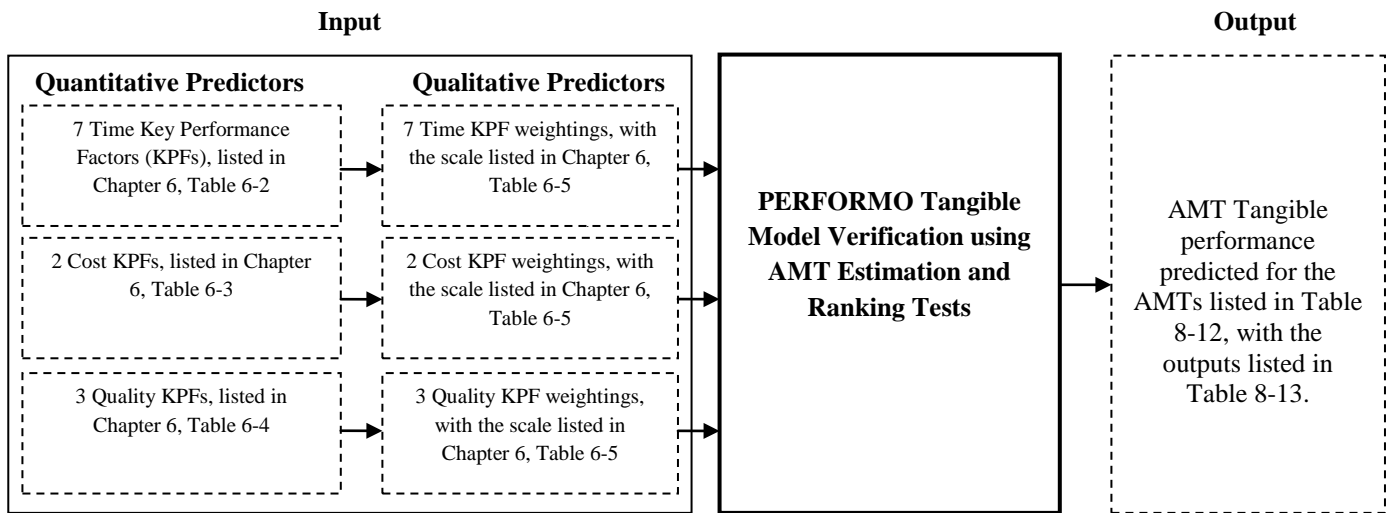 Input
Output
Quantitative Predictors
Qualitative Predictors
7 Time Key Performance
Factors (KPFs), listed in
Chapter 6, Table 6-2
7 Time KPF weightings, with
the scale listed in Chapter 6,
Table 6-5
2 Cost KPFs, listed in Chapter
6, Table 6-3
2 Cost KPF weightings, with
the scale listed in Chapter 6,
Table 6-5
3 Quality KPFs, listed in
Chapter 6, Table 6-4
3 Quality KPF weightings,
with the scale listed in
Chapter 6, Table 6-5
PERFORMO Tangible
Model Verification using
AMT Estimation and
Ranking Tests
AMT Tangible
performance
predicted for the
AMTs listed in Table
8-12, with the
outputs listed in
Table 8-13.